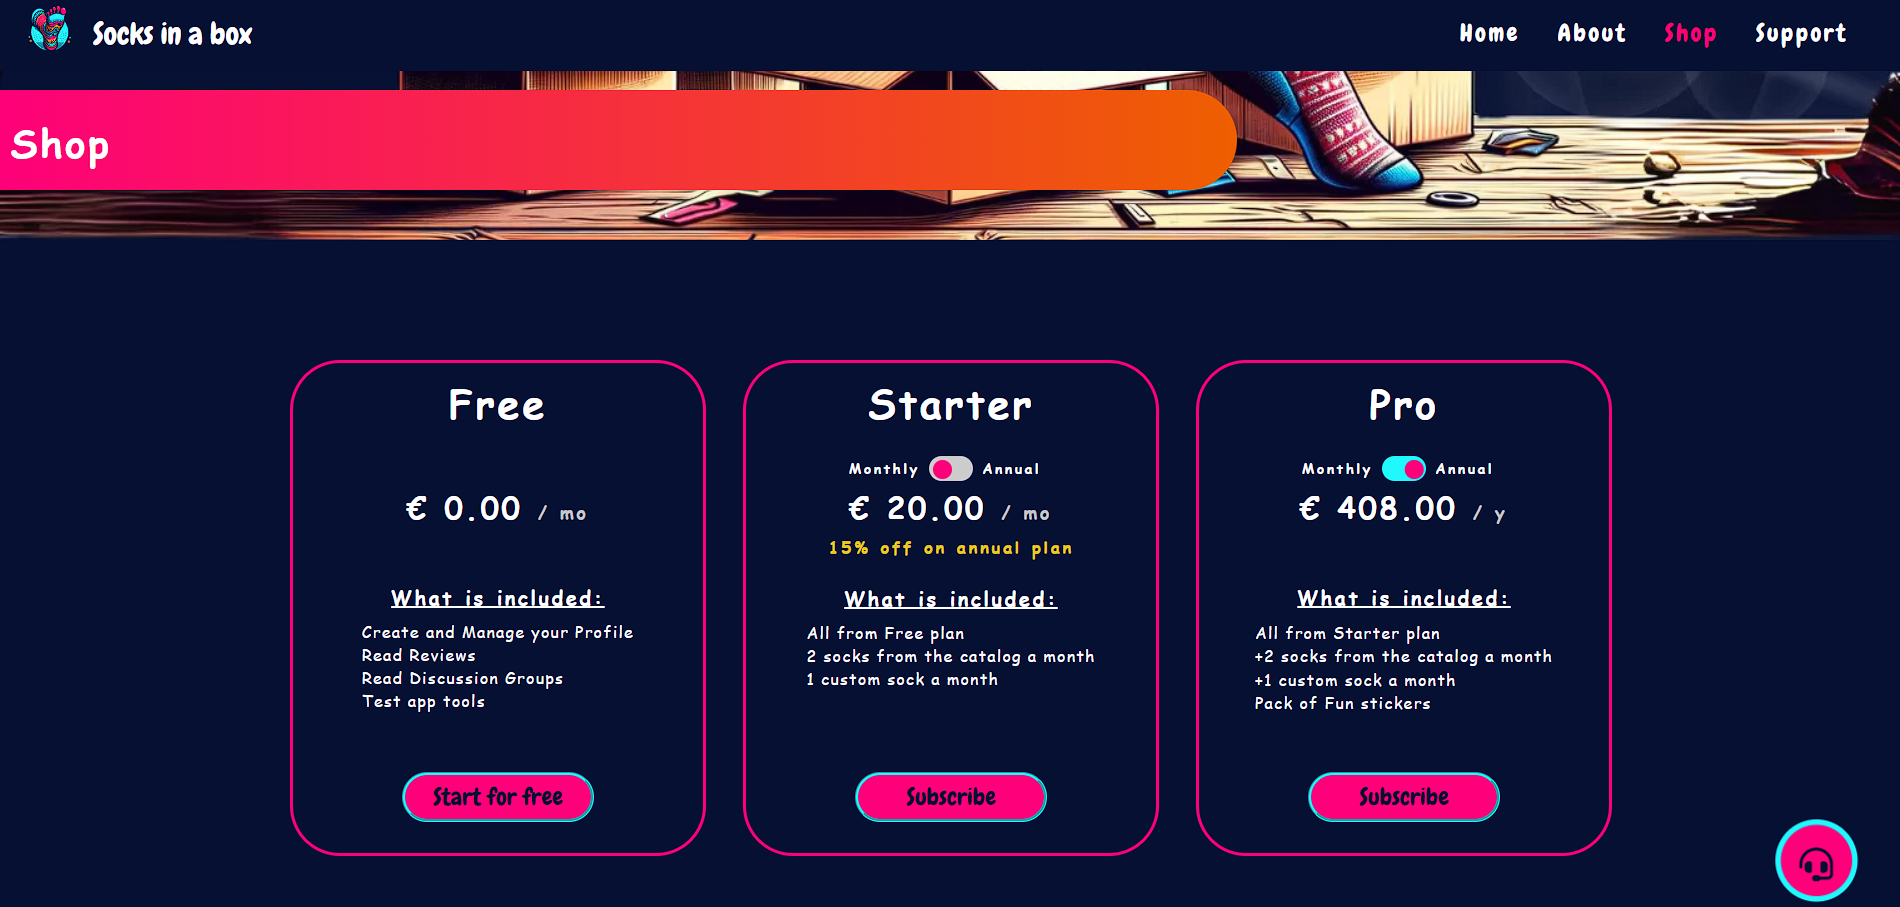 Socks in a box
Home About Shop Support
Shop
Free
€ 0.00 / mo
What is included:
Create and Manage your Profile
Read Reviews
Read Discussion Groups
Test app tools
Start for free
Starter
Monthly Annual
€ 20.00 / mo
15% off on annual plan
What is included:
All from Free plan
2 socks from the catalog a month
1 custom sock a month
Subscribe
Pro
Monthly Annual
€ 408.00 / y
What is included:
All from Starter plan
+2 socks from the catalog a month
+1 custom sock a month
Pack of Fun stickers
Subscribe